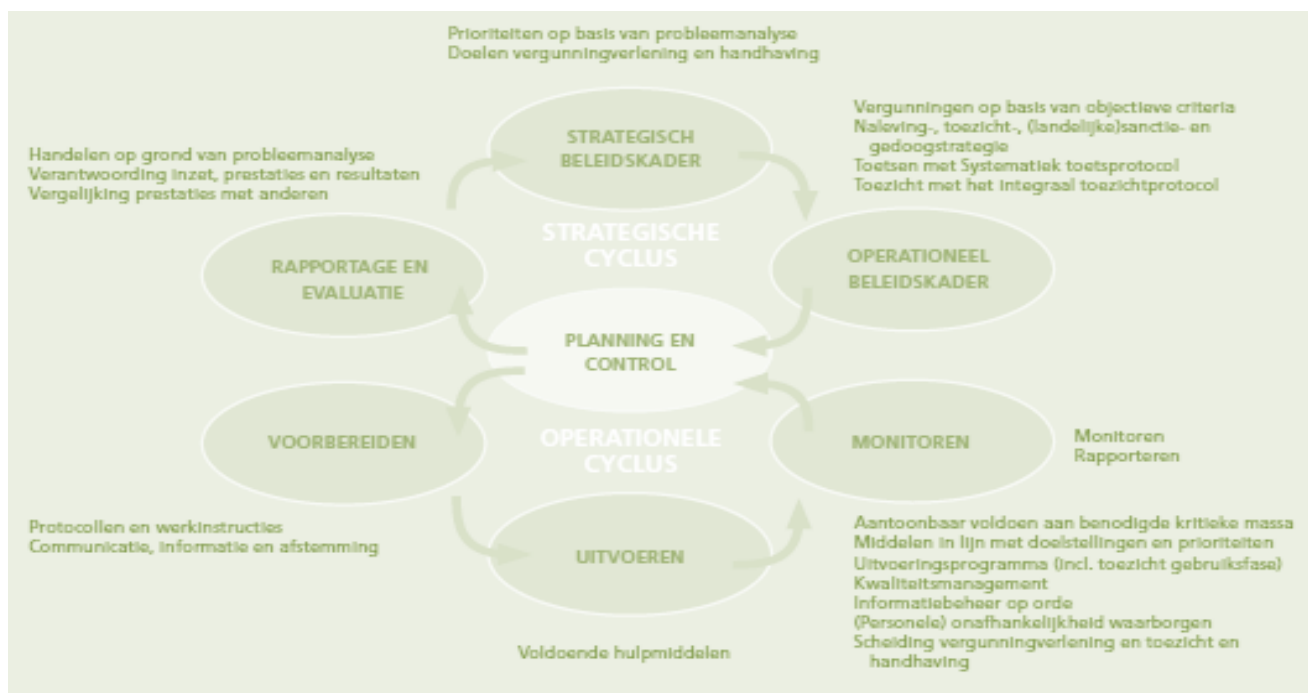 Prioriteiten op basis van probleemanalyse
Doelen vergunningverlening en handhaving
STRATEGISCH
BELEIDSKADER
Vergunningen op basis van objectieve criteria
Naleving-, toezicht-, (landelijke)sanctie- en
gedoogstrategie
Toetsen met Systematiek toetsprotocol
Toezicht met het integraal toezichtprotocol
Handelen op grond van probleemanalyse
Verantwoording inzet, prestaties en resultaten
Vergelijking prestaties met anderen
STRATEGISCHE
CYCLUS
RAPPORTAGE EN
EVALUATIE
OPERATIONEEL
BELEIDSKADER
PLANNING EN
CONTROL
VOORBEREIDEN
OPERATIONELE
CYCLUS
MONITOREN
Monitoren
Rapporteren
Protocollen en werkinstructies
Communicatie, informatie en afstemming
UITVOEREN
Aantoonbaar voldoen aan benodigde kritieke massa
Middelen in lijn met doelstellingen en prioriteiten
Uitvoeringsprogramma (incl. toezicht gebruiksfase)
Kwaliteitsmanagement
Informatiebeheer op orde
(Personele) onafhankelijkheid waarborgen
Scheiding vergunningverlening en toezicht en
handhaving
Voldoende hulpmiddelen